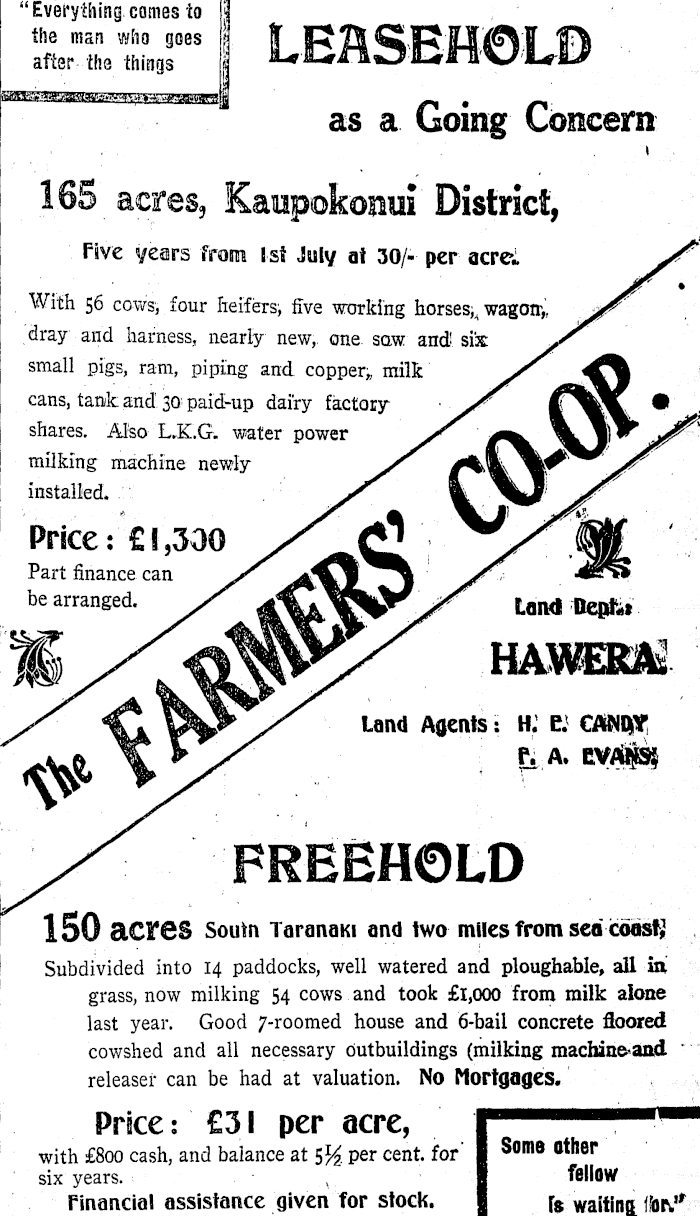 "Everything comes to
the man who goes
after the things
LEASEHOLD
as a Going Concern
165 acres, Kaupokonui District,
Five years from 1st July at 30/- per acre.
With 56 cows, four heifers, five working horses, wagon,
dray and harness, nearly new, one sow and six
small pigs, ram, piping and copper, milk
cans, tank and 30 paid-up dairy factory
shares. Also L.K.G. water power
milking machine newly
installed.
Price: £1,300
Part finance can
be arranged.
The FARMERS' CO-OP.
Land Dept.:
HAWERA.
Land Agents: H. E. CANDY
F. A. EVANS.
FREEHOLD
150 acres South Taranaki and two miles from sea coast,
Subdivided into 14 paddocks, well watered and ploughable, all in
grass, now milking 54 cows and took £1,000 from milk alone
last year. Good 7-roomed house and 6-bail concrete floored
cowshed and all necessary outbuildings (milking machine and
releaser can be had at valuation. No Mortgages.
Price: £31 per acre,
with £800 cash, and balance at 5½ per cent. for
six years.
Financial assistance given for stock.
Some other
fellow
is waiting for."